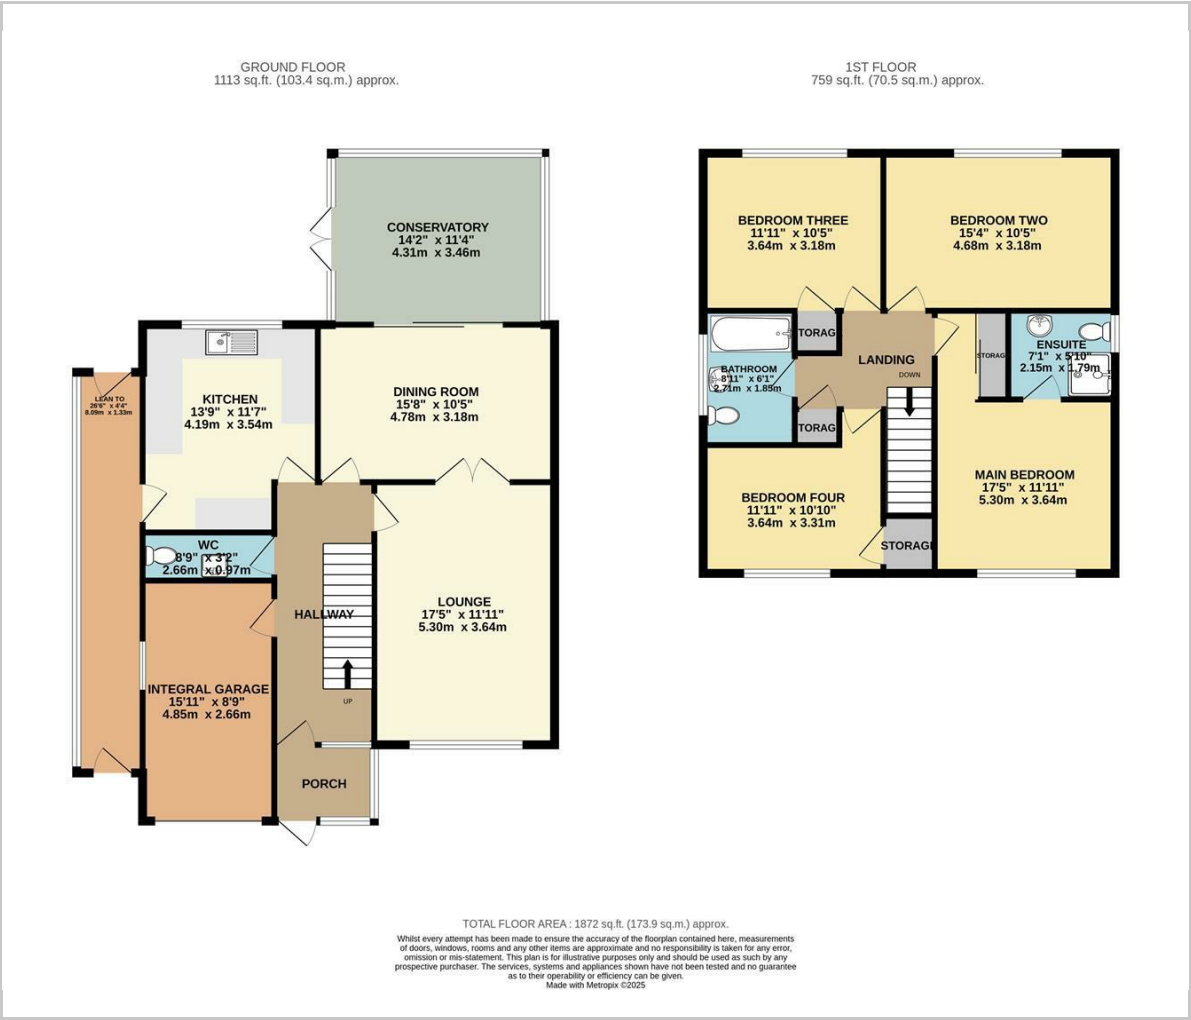 GROUND FLOOR
1113 sq.ft. (103.4 sq.m.) approx.
1ST FLOOR
759 sq.ft. (70.5 sq.m.) approx.
CONSERVATORY
14'2" x 11'4"
4.31m x 3.46m
LEAN TO
26'6" x 4'4"
8.09m x 1.33m
KITCHEN
13'9" x 11'7"
4.19m x 3.54m
DINING ROOM
15'8" x 10'5"
4.78m x 3.18m
WC
8'9" x 3'2"
2.66m x 0.97m
HALLWAY
UP
LOUNGE
17'5" x 11'11"
5.30m x 3.64m
INTEGRAL GARAGE
15'11" x 8'9"
4.85m x 2.66m
PORCH
BEDROOM THREE
11'11" x 10'5"
3.64m x 3.18m
BEDROOM TWO
15'4" x 10'5"
4.68m x 3.18m
TORAG
BATHROOM
8'11" x 6'1"
2.71m x 1.85m
LANDING
DOWN
STORAG
ENSUITE
7'1" x 5'10"
2.15m x 1.79m
TORAG
BEDROOM FOUR
11'11" x 10'10"
3.64m x 3.31m
MAIN BEDROOM
17'5" x 11'11"
5.30m x 3.64m
STORAGE
TOTAL FLOOR AREA : 1872 sq.ft. (173.9 sq.m.) approx.
Whilst every attempt has been made to ensure the accuracy of the floorplan contained here, measurements
of doors, windows, rooms and any other items are approximate and no responsibility is taken for any error,
omission or mis-statement. This plan is for illustrative purposes only and should be used as such by any
prospective purchaser. The services, systems and appliances shown have not been tested and no guarantee
as to their operability or efficiency can be given.
Made with Metropix ©2025